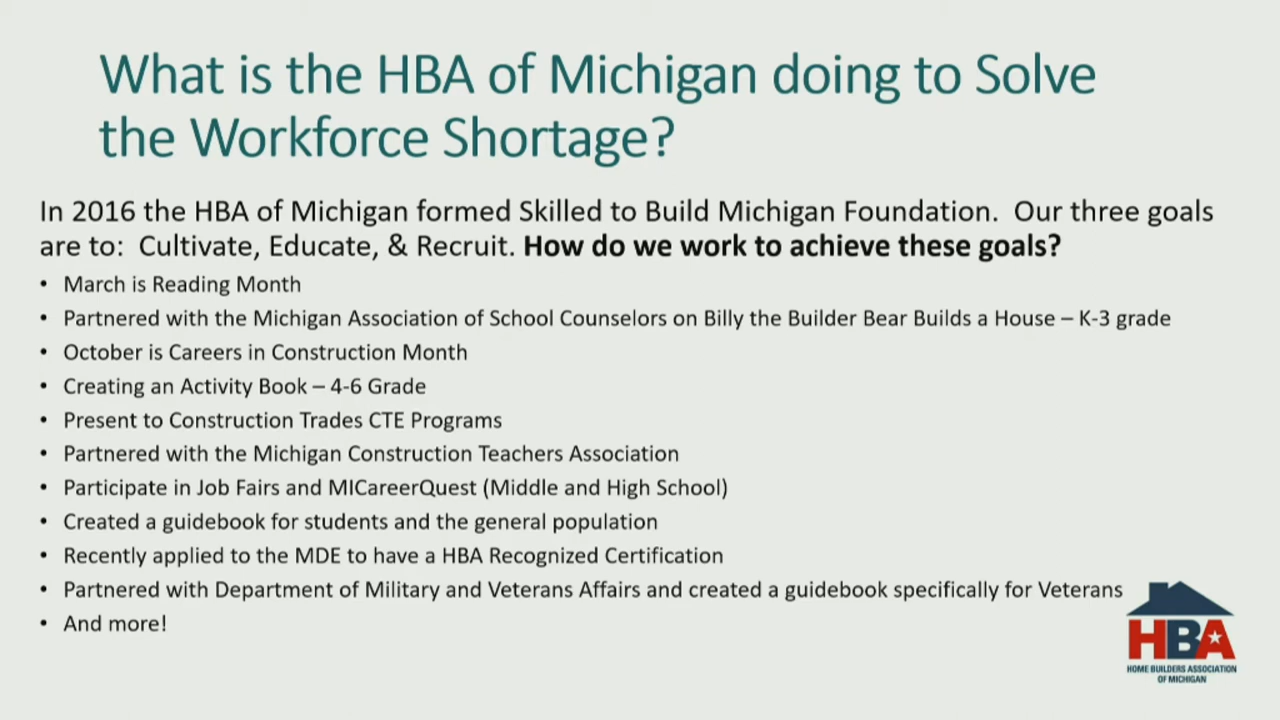 What is the HBA of Michigan doing to Solve
the Workforce Shortage?
In 2016 the HBA of Michigan formed Skilled to Build Michigan Foundation. Our three goals
are to: Cultivate, Educate, & Recruit. How do we work to achieve these goals?
• March is Reading Month
• Partnered with the Michigan Association of School Counselors on Billy the Builder Bear Builds a House – K-3 grade
• October is Careers in Construction Month
• Creating an Activity Book – 4-6 Grade
• Present to Construction Trades CTE Programs
• Partnered with the Michigan Construction Teachers Association
• Participate in Job Fairs and MICareerQuest (Middle and High School)
• Created a guidebook for students and the general population
• Recently applied to the MDE to have a HBA Recognized Certification
• Partnered with Department of Military and Veterans Affairs and created a guidebook specifically for Veterans
• And more!
HBA
HOME BUILDERS ASSOCIATION
OF MICHIGAN